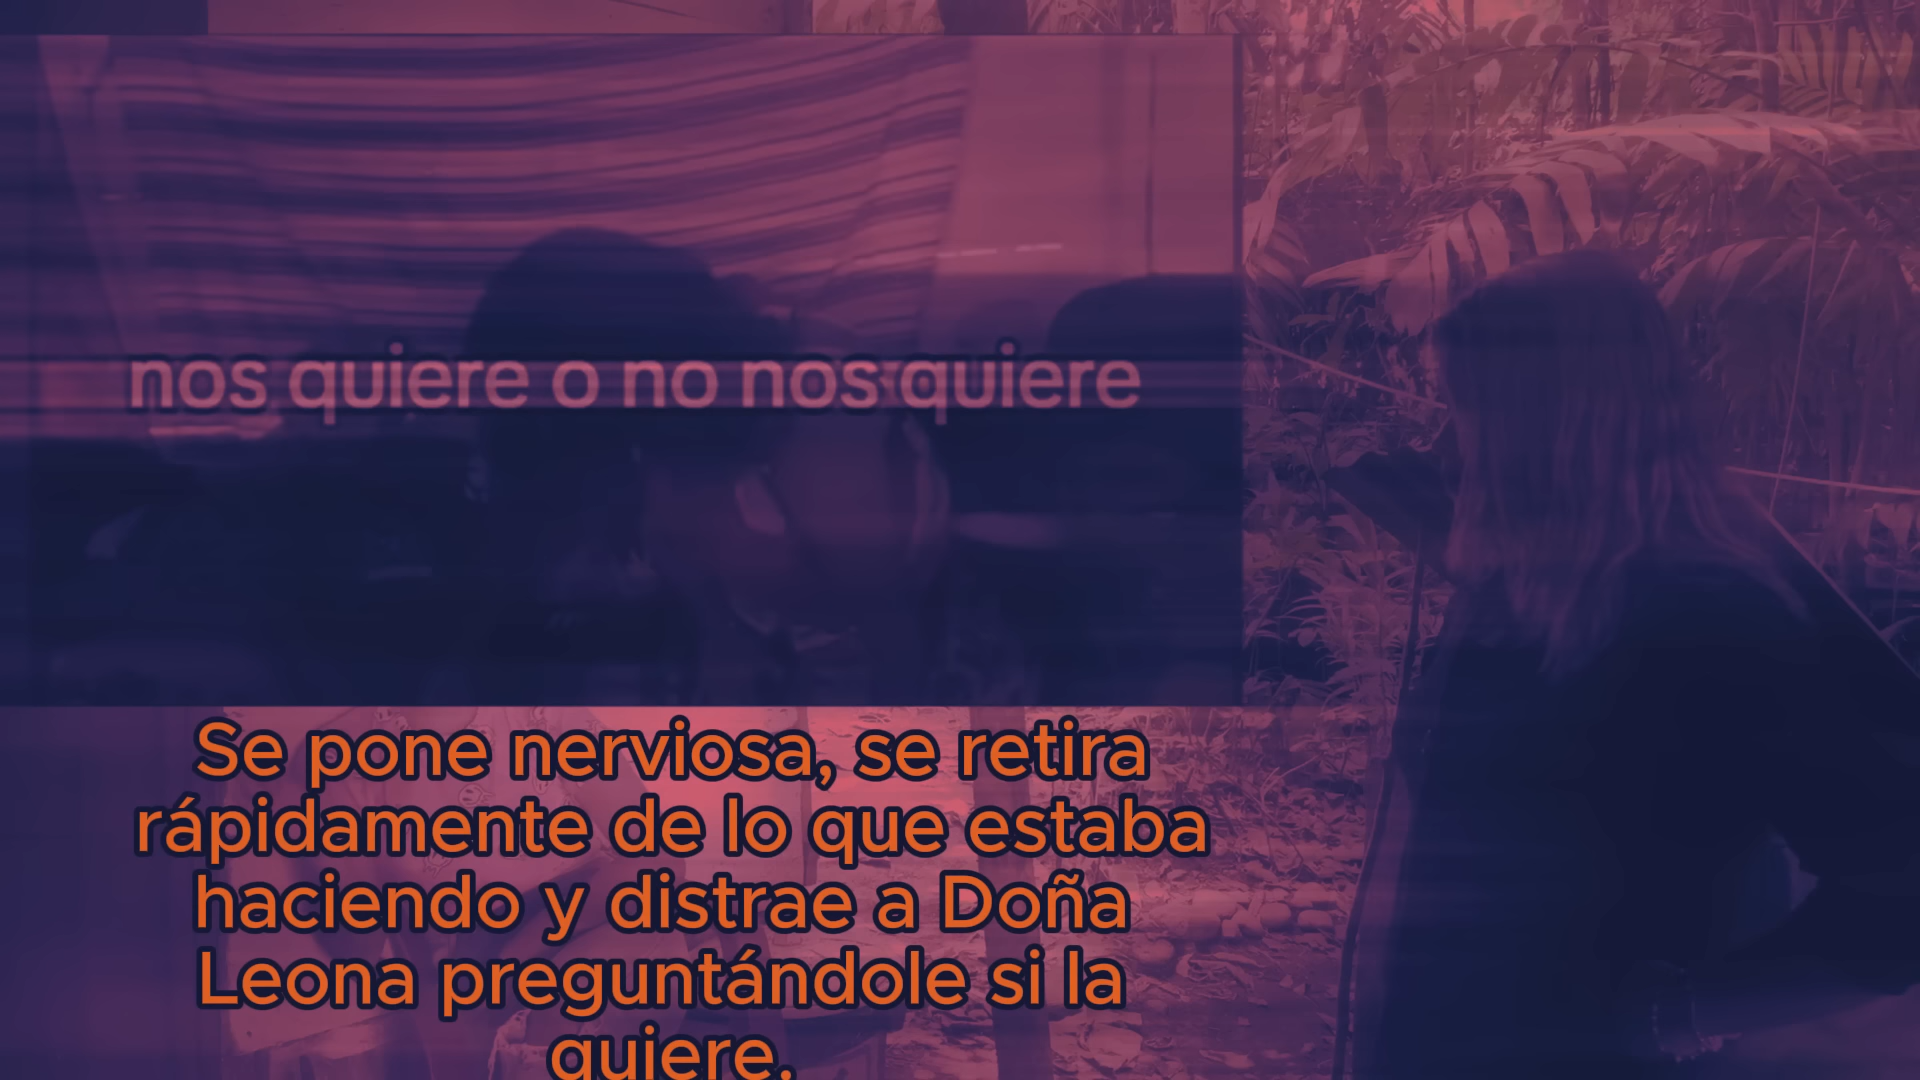 nos quiere o no nos quiere
Se pone nerviosa, se retira
rápidamente de lo que estaba
haciendo y distrae a Doña
Leona preguntándole si la
quiere.